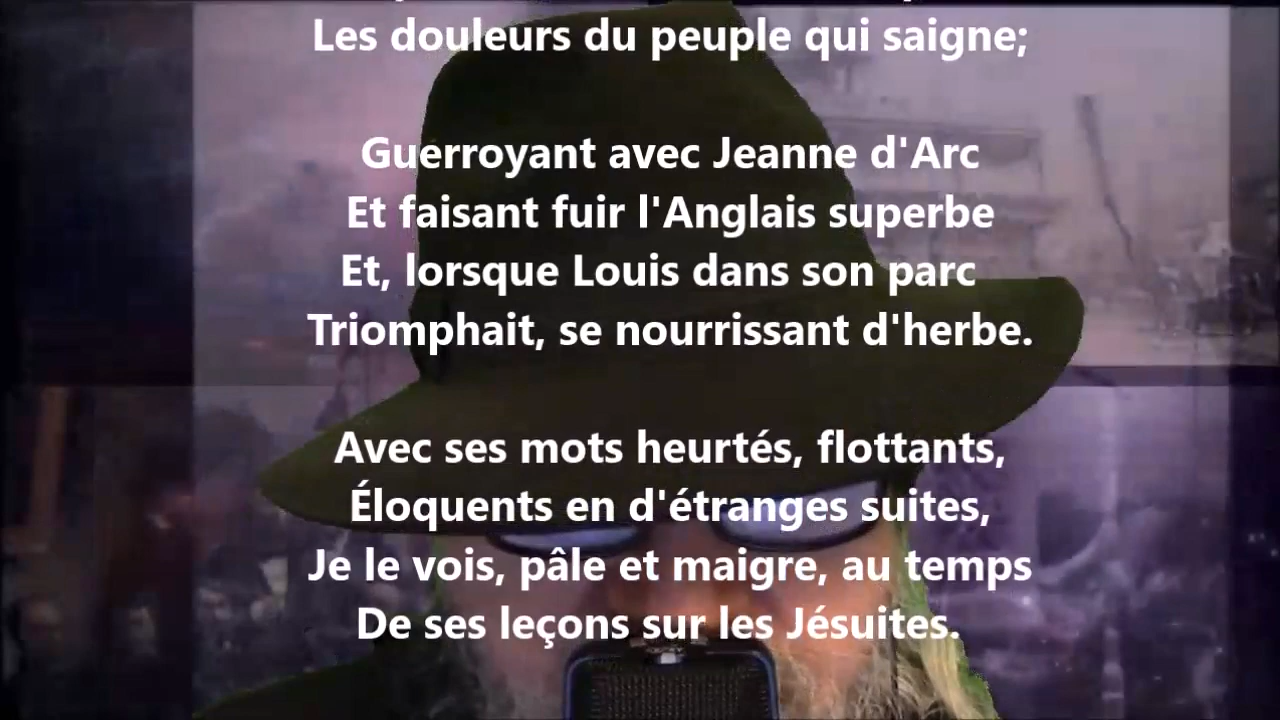 Les douleurs du peuple qui saigne;
Guerroyant avec Jeanne d'Arc
Et faisant fuir l'Anglais superbe
Et, lorsque Louis dans son parc
Triomphait, se nourrissant d'herbe.
Avec ses mots heurtés, flottants,
Éloquents en d'étranges suites,
Je le vois, pâle et maigre, au temps
De ses leçons sur les Jésuites.